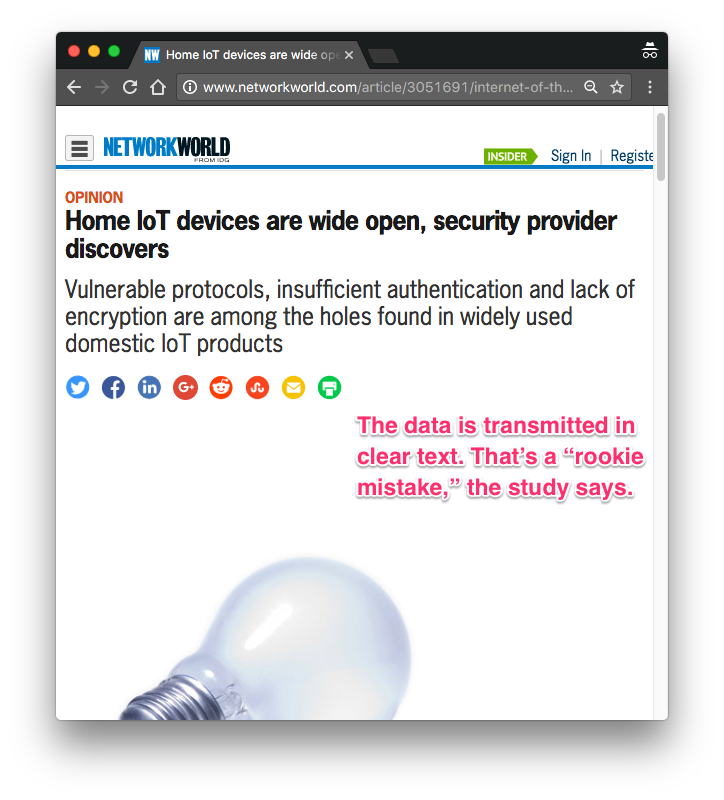 NW Home IoT devices are wide ope
www.networkworld.com/article/3051691/internet-of-th...
NETWORKWORLD
FROM IDG
INSIDER Sign In | Registe
OPINION
Home IoT devices are wide open, security provider
discovers
Vulnerable protocols, insufficient authentication and lack of
encryption are among the holes found in widely used
domestic IoT products
The data is transmitted in
clear text. That’s a “rookie
mistake,” the study says.